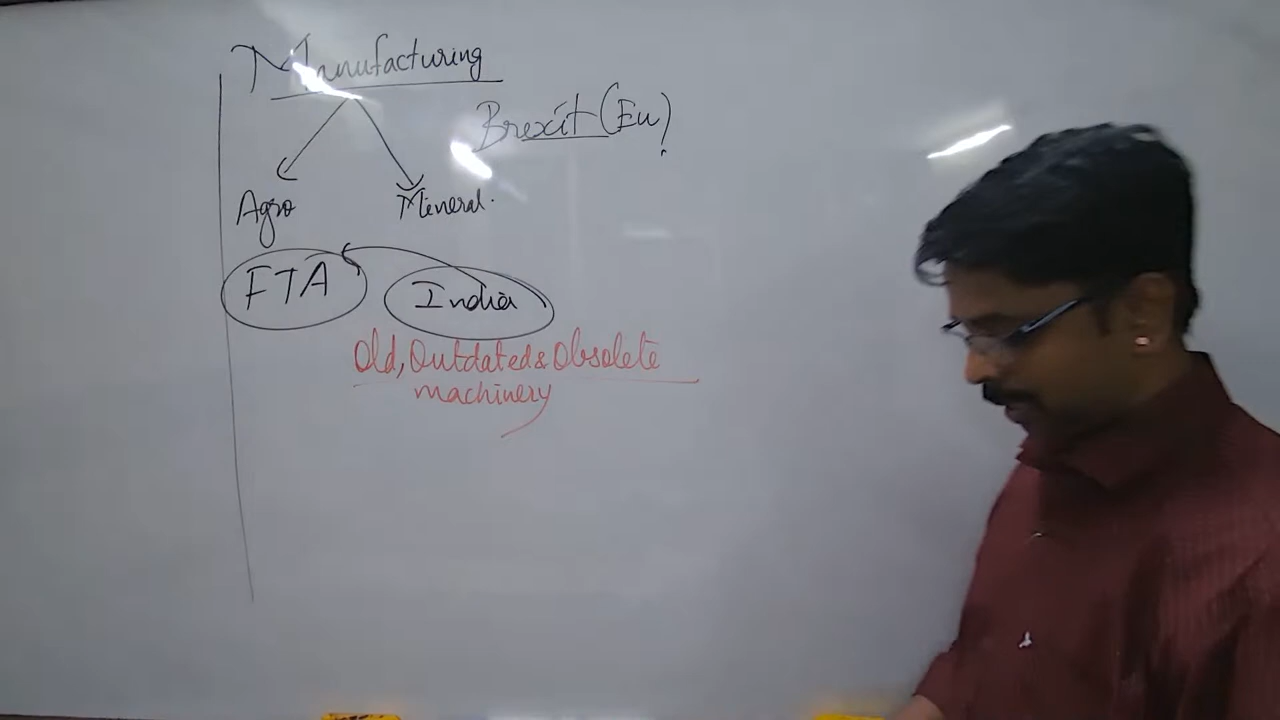 Manufacturing
Brexit (Eu)
Agro Mineral.
FTA India
Old, Outdated & Obsolete
machinery